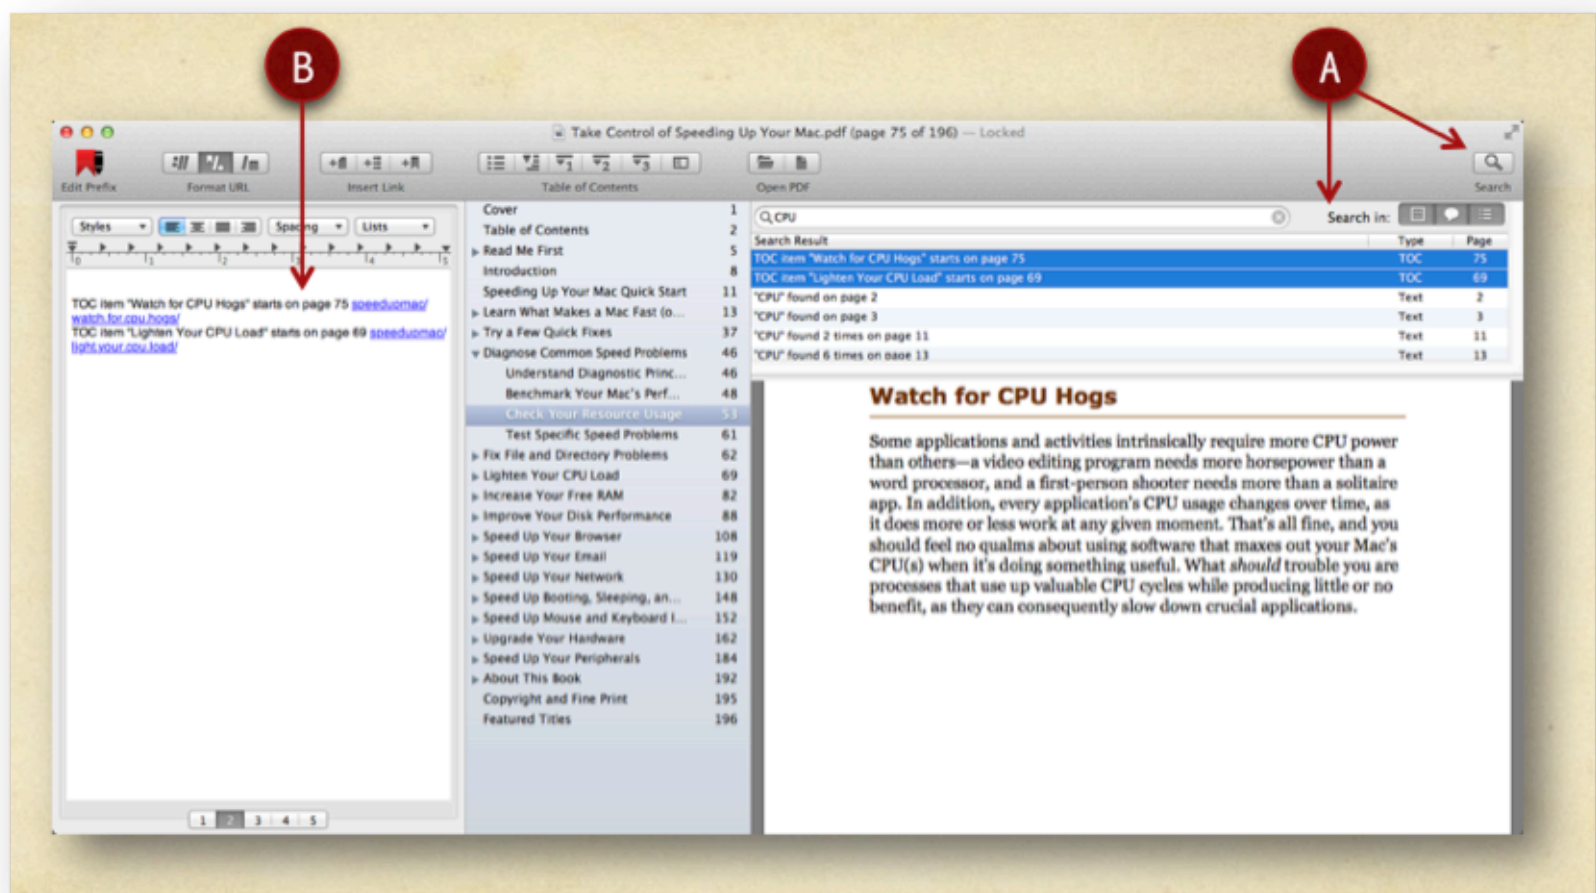 B
A
Take Control of Speeding Up Your Mac.pdf (page 75 of 196) — Locked
Edit Prefix
Format URL
Insert Link
Table of Contents
Open PDF
Search
Styles
Spacing
Lists
0 1 2 3 4 5
TOC item "Watch for CPU Hogs" starts on page 75 speedupmac/
watch.for.cpu.hogs/
TOC item "Lighten Your CPU Load" starts on page 69 speedupmac/
light.your.cpu.load/
1 2 3 4 5
Cover 1
Table of Contents 2
Read Me First 5
Introduction 8
Speeding Up Your Mac Quick Start 11
Learn What Makes a Mac Fast (o... 13
Try a Few Quick Fixes 37
Diagnose Common Speed Problems 46
Understand Diagnostic Princ... 46
Benchmark Your Mac's Perf... 48
Check Your Resource Usage 53
Test Specific Speed Problems 61
Fix File and Directory Problems 62
Lighten Your CPU Load 69
Increase Your Free RAM 82
Improve Your Disk Performance 88
Speed Up Your Browser 108
Speed Up Your Email 119
Speed Up Your Network 130
Speed Up Booting, Sleeping, an... 148
Speed Up Mouse and Keyboard I... 152
Upgrade Your Hardware 162
Speed Up Your Peripherals 184
About This Book 192
Copyright and Fine Print 195
Featured Titles 196
CPU
Search in:
Search Result Type Page
TOC item "Watch for CPU Hogs" starts on page 75 TOC 75
TOC item "Lighten Your CPU Load" starts on page 69 TOC 69
"CPU" found on page 2 Text 2
"CPU" found on page 3 Text 3
"CPU" found 2 times on page 11 Text 11
"CPU" found 6 times on page 13 Text 13
Watch for CPU Hogs
Some applications and activities intrinsically require more CPU power
than others—a video editing program needs more horsepower than a
word processor, and a first-person shooter needs more than a solitaire
app. In addition, every application's CPU usage changes over time, as
it does more or less work at any given moment. That's all fine, and you
should feel no qualms about using software that maxes out your Mac's
CPU(s) when it's doing something useful. What should trouble you are
processes that use up valuable CPU cycles while producing little or no
benefit, as they can consequently slow down crucial applications.